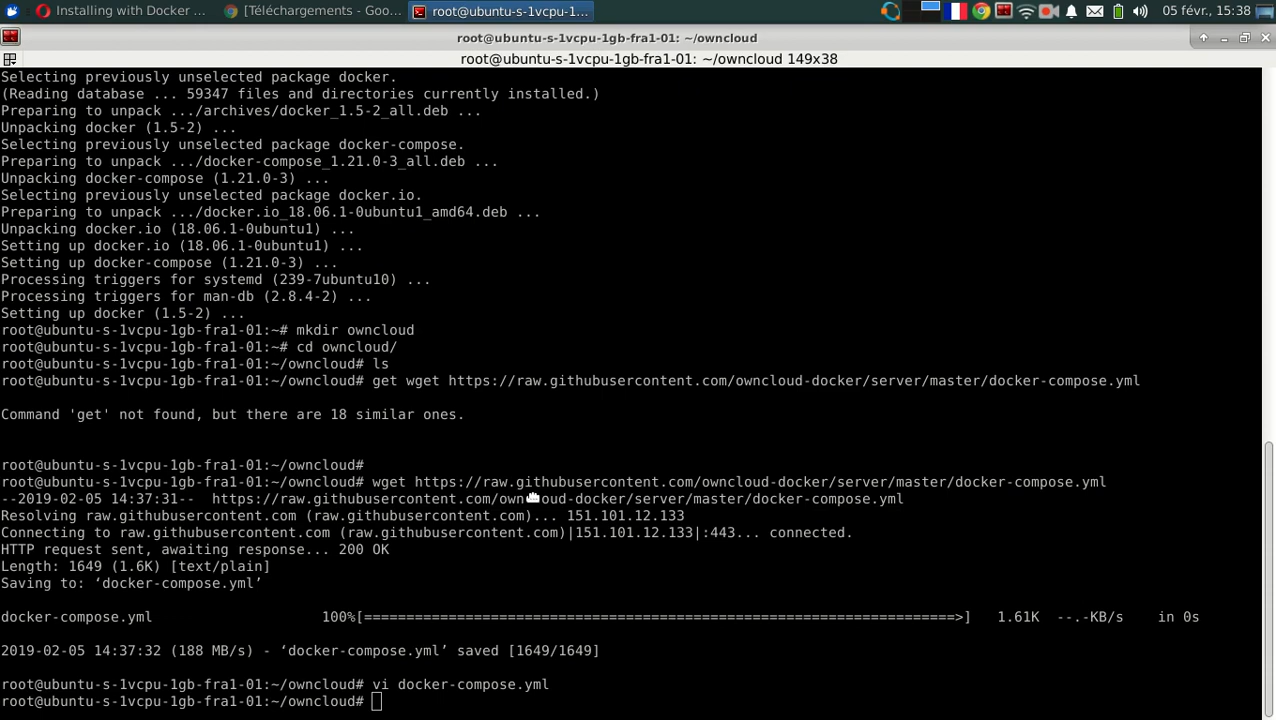 Installing with Docker ...
[Téléchargements] - Goo...
root@ubuntu-s-1vcpu-1...
05 févr, 15:38
root@ubuntu-s-1vcpu-1gb-fra1-01: ~/owncloud
root@ubuntu-s-1vcpu-1gb-fra1-01: ~/owncloud 149x38
Selecting previously unselected package docker.
(Reading database ... 59347 files and directories currently installed.)
Preparing to unpack .../archives/docker_1.5-2_all.deb ...
Unpacking docker (1.5-2) ...
Selecting previously unselected package docker-compose.
Preparing to unpack .../docker-compose_1.21.0-3_all.deb ...
Unpacking docker-compose (1.21.0-3) ...
Selecting previously unselected package docker.io.
Preparing to unpack .../docker.io_18.06.1-0ubuntu1_amd64.deb ...
Unpacking docker.io (18.06.1-0ubuntu1) ...
Setting up docker.io (18.06.1-0ubuntu1) ...
Setting up docker-compose (1.21.0-3) ...
Processing triggers for systemd (239-7ubuntu10) ...
Processing triggers for man-db (2.8.4-2) ...
Setting up docker (1.5-2) ...
root@ubuntu-s-1vcpu-1gb-fra1-01:~# mkdir owncloud
root@ubuntu-s-1vcpu-1gb-fra1-01:~# cd owncloud/
root@ubuntu-s-1vcpu-1gb-fra1-01:~/owncloud# ls
root@ubuntu-s-1vcpu-1gb-fra1-01:~/owncloud# get wget https://raw.githubusercontent.com/owncloud-docker/server/master/docker-compose.yml
Command 'get' not found, but there are 18 similar ones.
root@ubuntu-s-1vcpu-1gb-fra1-01:~/owncloud#
root@ubuntu-s-1vcpu-1gb-fra1-01:~/owncloud# wget https://raw.githubusercontent.com/owncloud-docker/server/master/docker-compose.yml
--2019-02-05 14:37:31--  https://raw.githubusercontent.com/owncloud-docker/server/master/docker-compose.yml
Resolving raw.githubusercontent.com (raw.githubusercontent.com)... 151.101.12.133
Connecting to raw.githubusercontent.com (raw.githubusercontent.com)|151.101.12.133|:443... connected.
HTTP request sent, awaiting response... 200 OK
Length: 1649 (1.6K) [text/plain]
Saving to: ‘docker-compose.yml’
docker-compose.yml 100%[======================================================================>] 1.61K --.-KB/s in 0s
2019-02-05 14:37:32 (188 MB/s) - ‘docker-compose.yml’ saved [1649/1649]
root@ubuntu-s-1vcpu-1gb-fra1-01:~/owncloud# vi docker-compose.yml
root@ubuntu-s-1vcpu-1gb-fra1-01:~/owncloud#